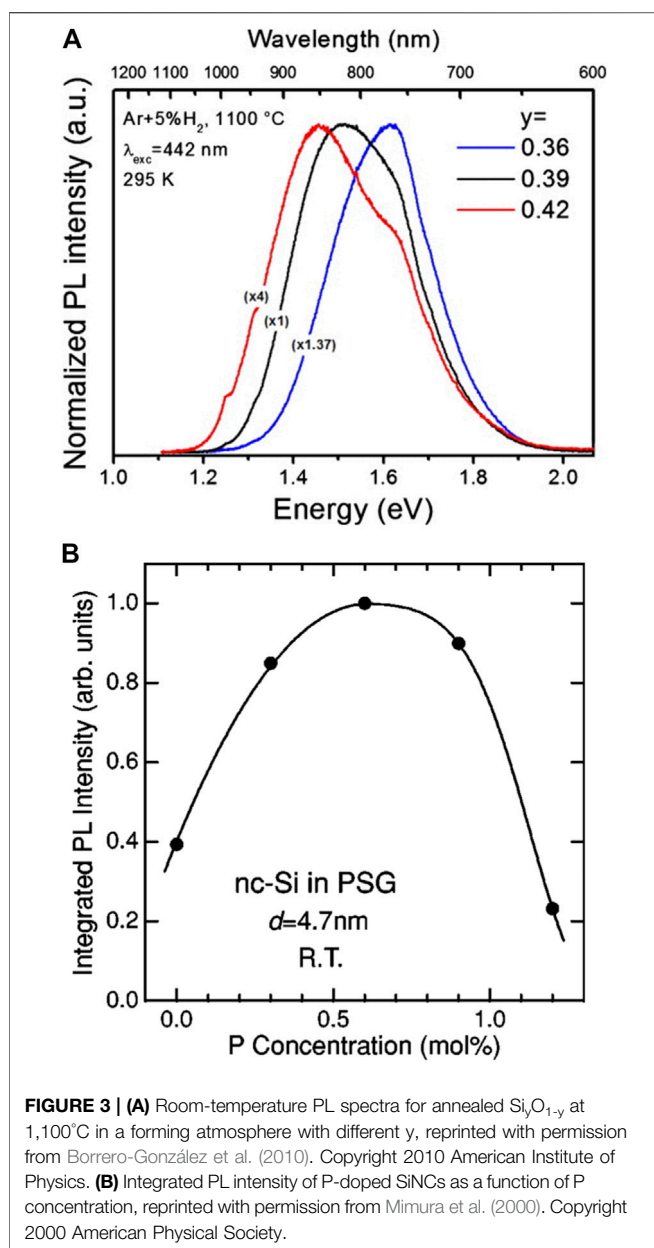 A
Wavelength (nm)
1200 1100 1000 900 800 700 600
Normalized PL intensity (a.u.)
Ar+5%H₂, 1100 °C
λexc=442 nm
295 K
y=
0.36
0.39
0.42
(x4)
(x1)
(x1.37)
1.0 1.2 1.4 1.6 1.8 2.0
Energy (eV)
B
Integrated PL Intensity (arb. units)
1.0
0.8
0.6
0.4
0.2
0.0
nc-Si in PSG
d=4.7nm
R.T.
0.0 0.5 1.0
P Concentration (mol%)
FIGURE 3 | (A) Room-temperature PL spectra for annealed SiyO1-y at
1,100°C in a forming atmosphere with different y, reprinted with permission
from Borrero-González et al. (2010). Copyright 2010 American Institute of
Physics. (B) Integrated PL intensity of P-doped SiNCs as a function of P
concentration, reprinted with permission from Mimura et al. (2000). Copyright
2000 American Physical Society.